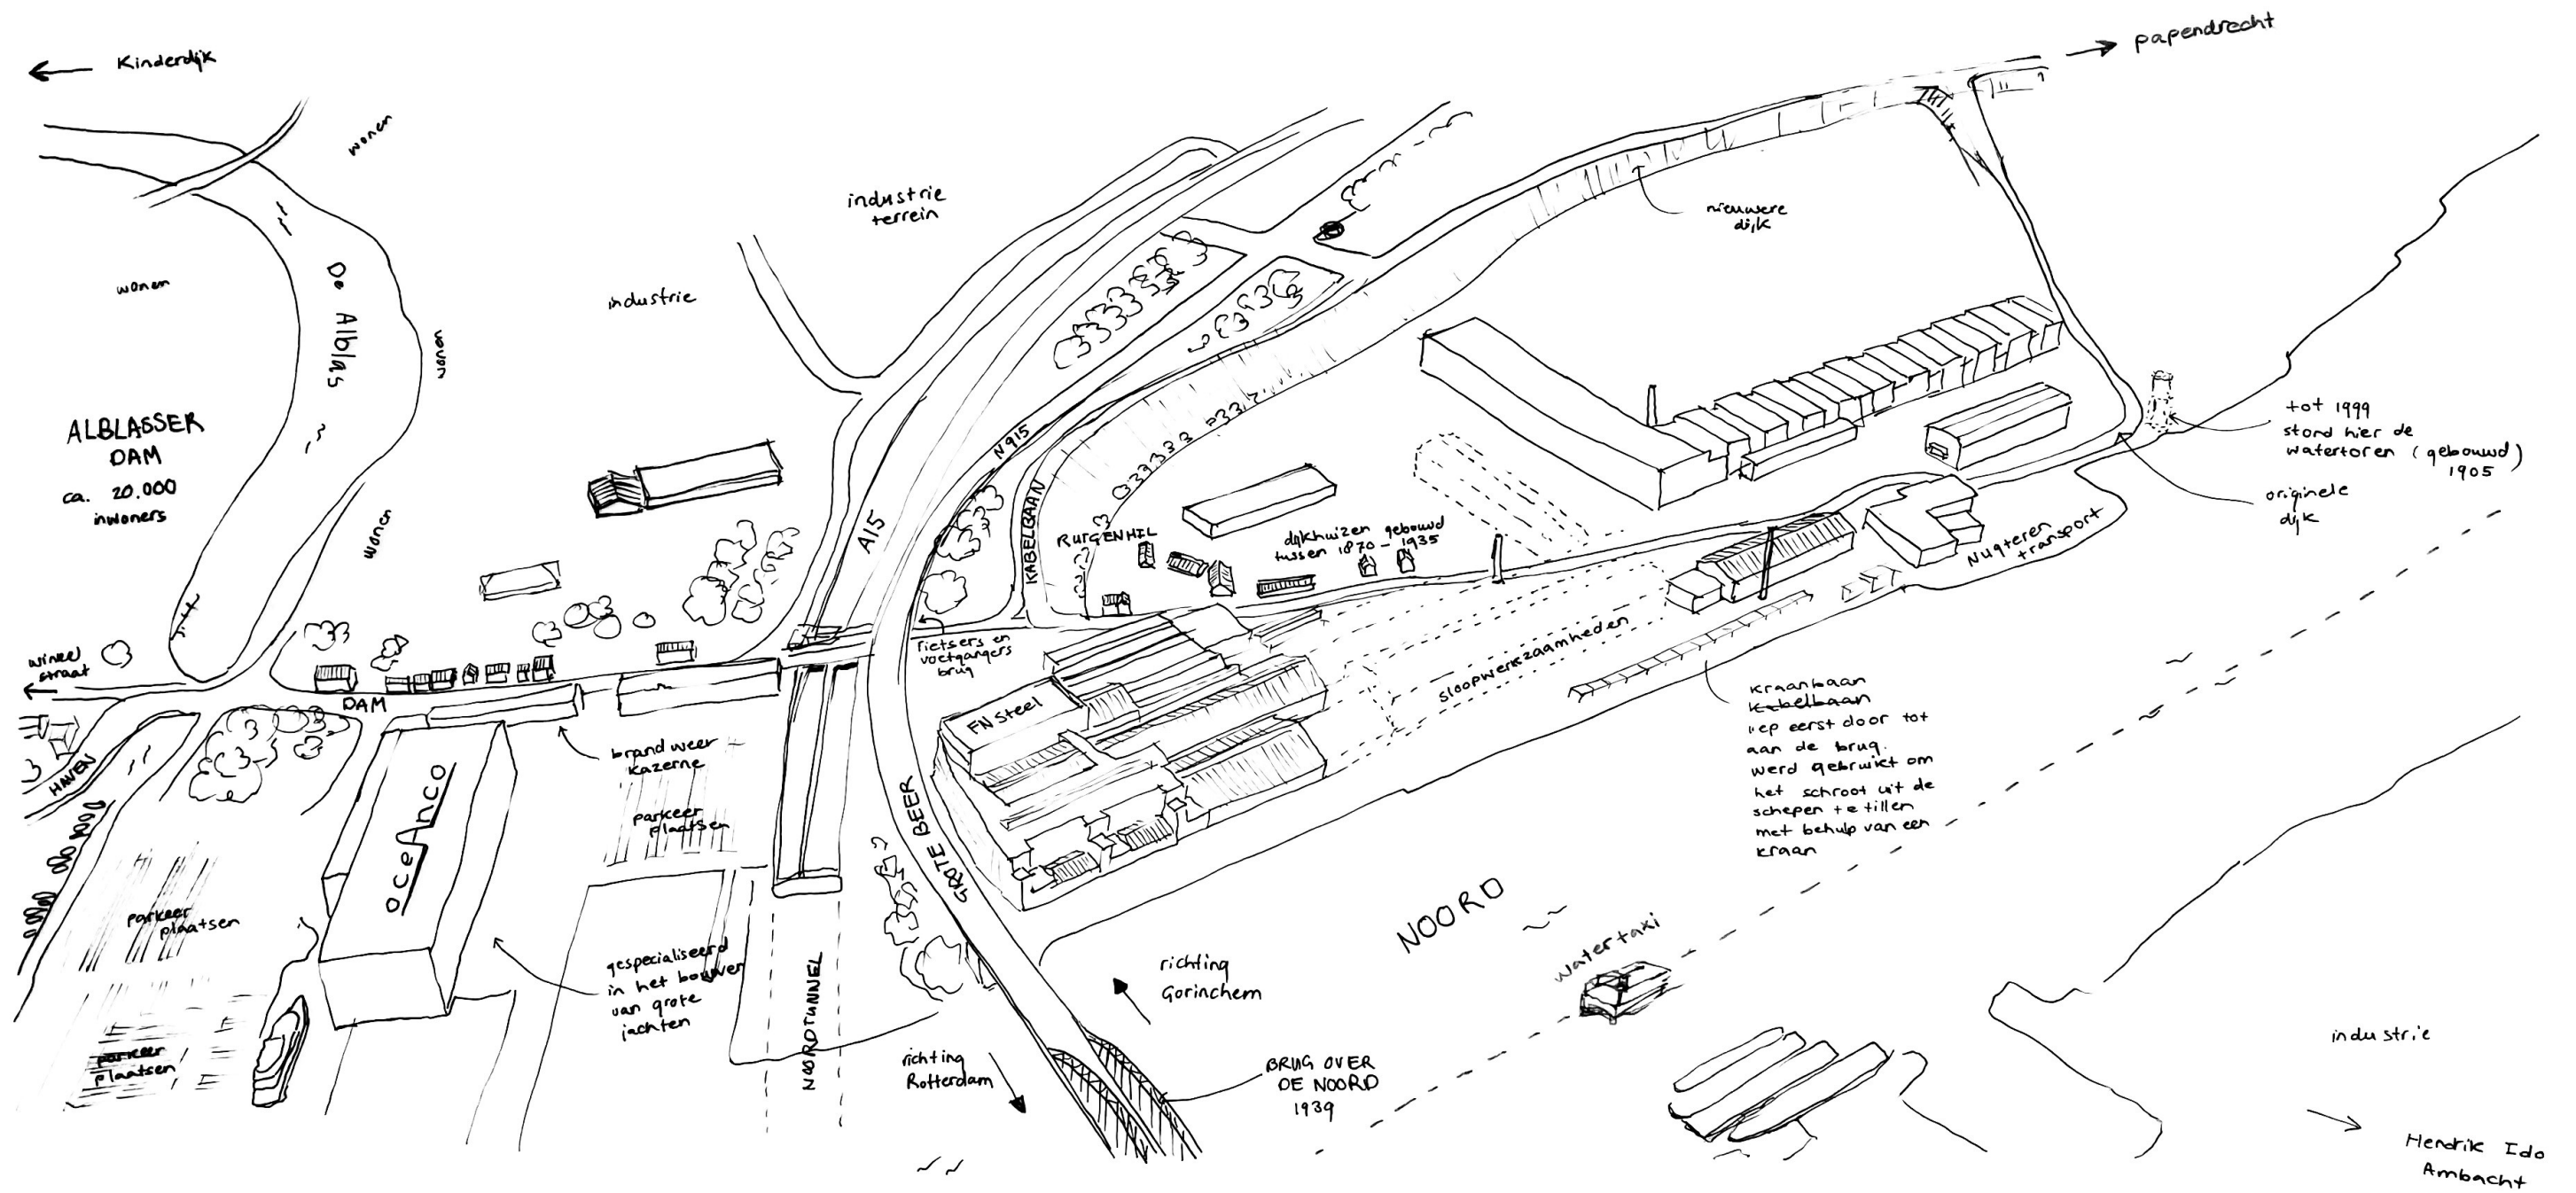 Kinderdijk
papendrecht
wonen
industrie
terrein
nieuwere
dijk
wonen
De Alblas
industrie
wonen
ALBLASSER
DAM
ca. 20.000
inwoners
wonen
N915
A15
KABELBAAN
RUIGENHIL
dijkhuizen gebouwd
tussen 1870 - 1935
tot 1999
stond hier de
watertoren (gebouwd)
1905
originele
dijk
Nugteren
transport
winkel
straat
DAM
HAVEN
fietsers en
voetgangers
brug
FN Steel
sloopwerkzaamheden
brandweer
kazerne
parkeer
plaatsen
oceAnco
GROTE BEER
kraanbaan
kabelbaan
liep eerst door tot
aan de brug.
werd gebruikt om
het schroot uit de
schepen te tillen
met behulp van een
kraan
parkeer
plaatsen
gespecialiseerd
in het bouwen
van grote
jachten
NOORDTUNNEL
richting
Gorinchem
NOORD
watertaxi
parkeer
plaatsen
richting
Rotterdam
BRUG OVER
DE NOORD
1939
industrie
Hendrik Ido
Ambacht